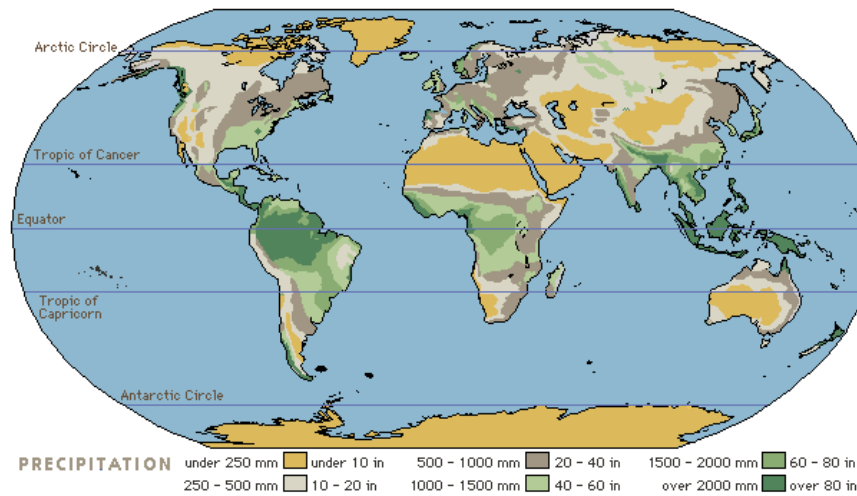 Arctic Circle
Tropic of Cancer
Equator
Tropic of
Capricorn
Antarctic Circle
PRECIPITATION under 250 mm under 10 in 500 - 1000 mm 20 - 40 in 1500 - 2000 mm 60 - 80 in
250 - 500 mm 10 - 20 in 1000 - 1500 mm 40 - 60 in over 2000 mm over 80 in